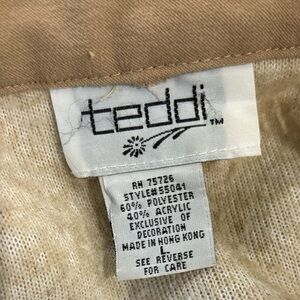 teddi ™
RN 75726
STYLE#55041
60% POLYESTER
40% ACRYLIC
EXCLUSIVE OF
DECORATION
MADE IN HONG KONG
L
SEE REVERSE
FOR CARE